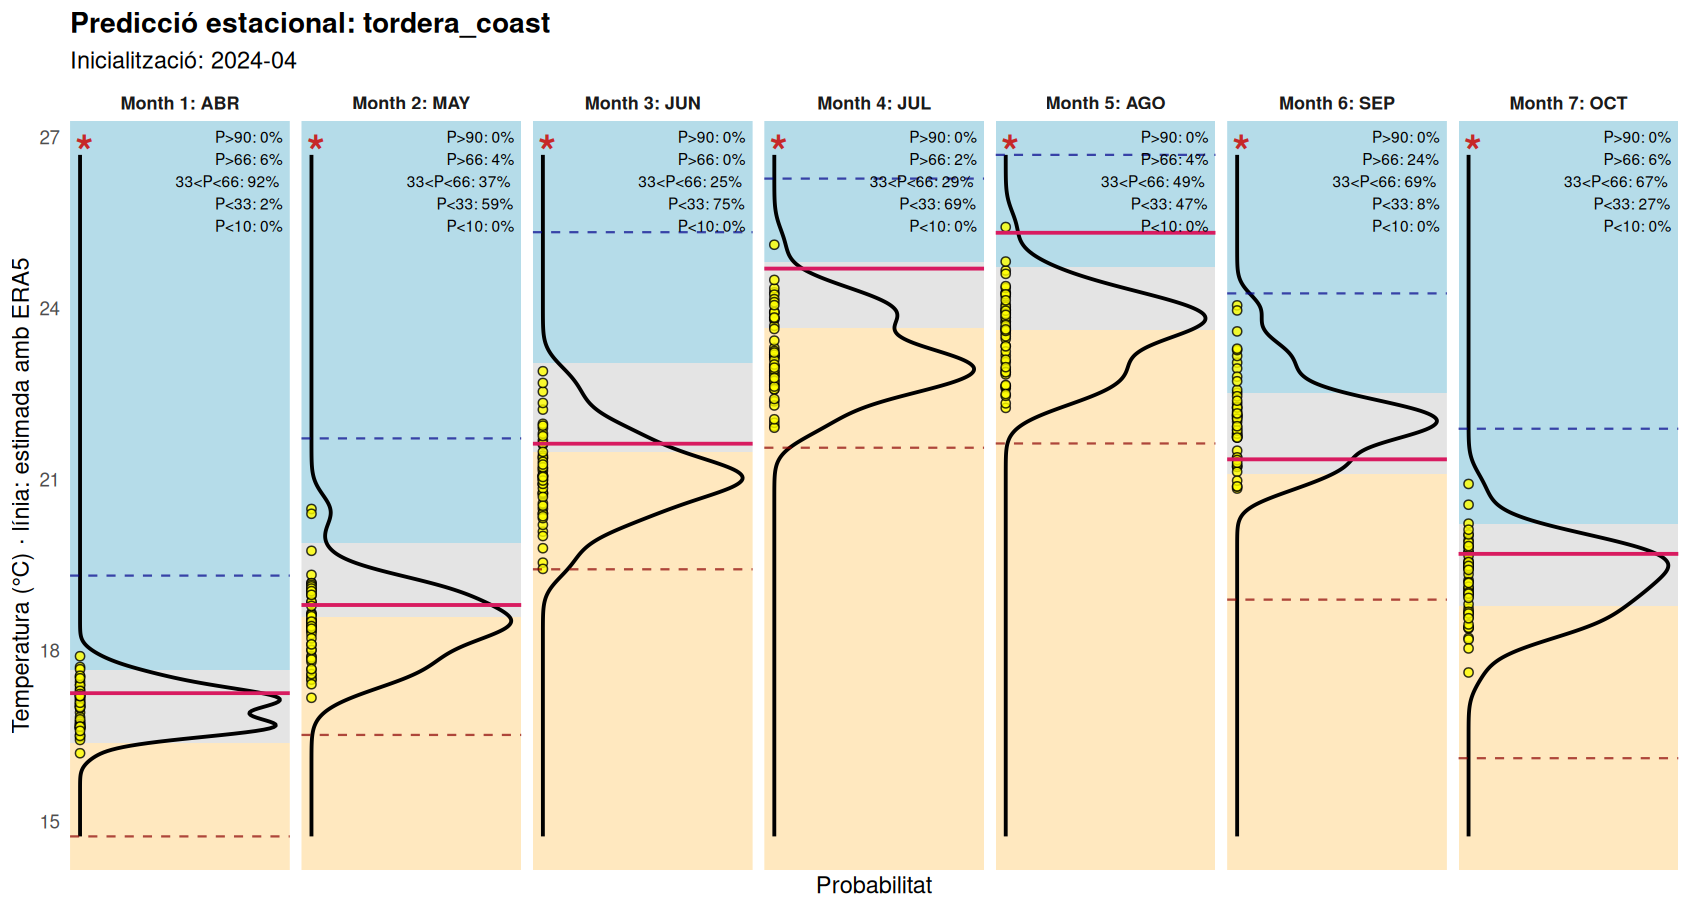 Predicció estacional: tordera_coast
Inicialització: 2024-04
Month 1: ABR
Month 2: MAY
Month 3: JUN
Month 4: JUL
Month 5: AGO
Month 6: SEP
Month 7: OCT
*
P>90: 0%
P>66: 6%
33<P<66: 92%
P<33: 2%
P<10: 0%
*
P>90: 0%
P>66: 4%
33<P<66: 37%
P<33: 59%
P<10: 0%
*
P>90: 0%
P>66: 0%
33<P<66: 25%
P<33: 75%
P<10: 0%
*
P>90: 0%
P>66: 2%
33<P<66: 29%
P<33: 69%
P<10: 0%
*
P>90: 0%
P>66: 4%
33<P<66: 49%
P<33: 47%
P<10: 0%
*
P>90: 0%
P>66: 24%
33<P<66: 69%
P<33: 8%
P<10: 0%
*
P>90: 0%
P>66: 6%
33<P<66: 67%
P<33: 27%
P<10: 0%
27
24
21
18
15
Temperatura (°C) · línia: estimada amb ERA5
Probabilitat